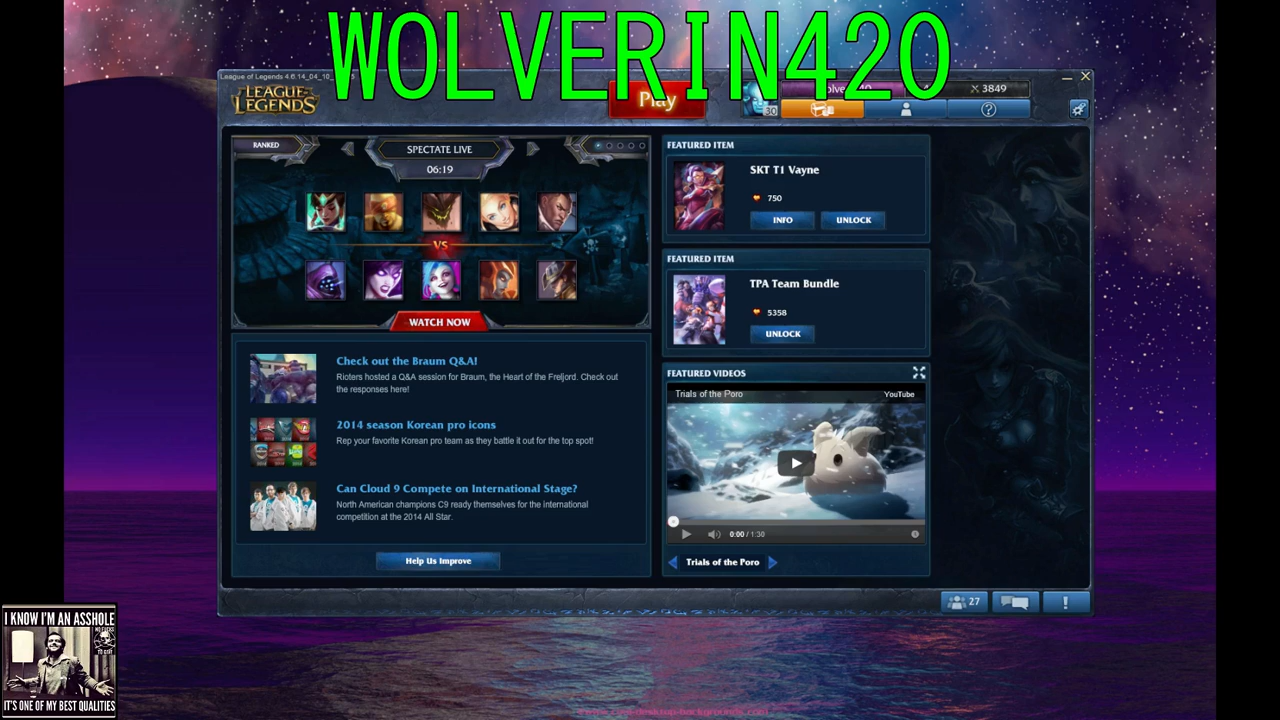 WOLVERIN420
League of Legends 4.6.14_04_10_
LEAGUE
of
LEGENDS
Play
30
3849
?
RANKED
SPECTATE LIVE
06:19
VS
WATCH NOW
Check out the Braum Q&A!
Rioters hosted a Q&A session for Braum, the Heart of the Freljord. Check out
the responses here!
2014 season Korean pro icons
Rep your favorite Korean pro team as they battle it out for the top spot!
Can Cloud 9 Compete on International Stage?
North American champions C9 ready themselves for the international
competition at the 2014 All Star.
Help Us Improve
FEATURED ITEM
SKT T1 Vayne
750
INFO UNLOCK
FEATURED ITEM
TPA Team Bundle
5358
UNLOCK
FEATURED VIDEOS
Trials of the Poro YouTube
0:00 / 1:30
Trials of the Poro
27 !
I KNOW I'M AN ASSHOLE
IT'S ONE OF MY BEST QUALITIES